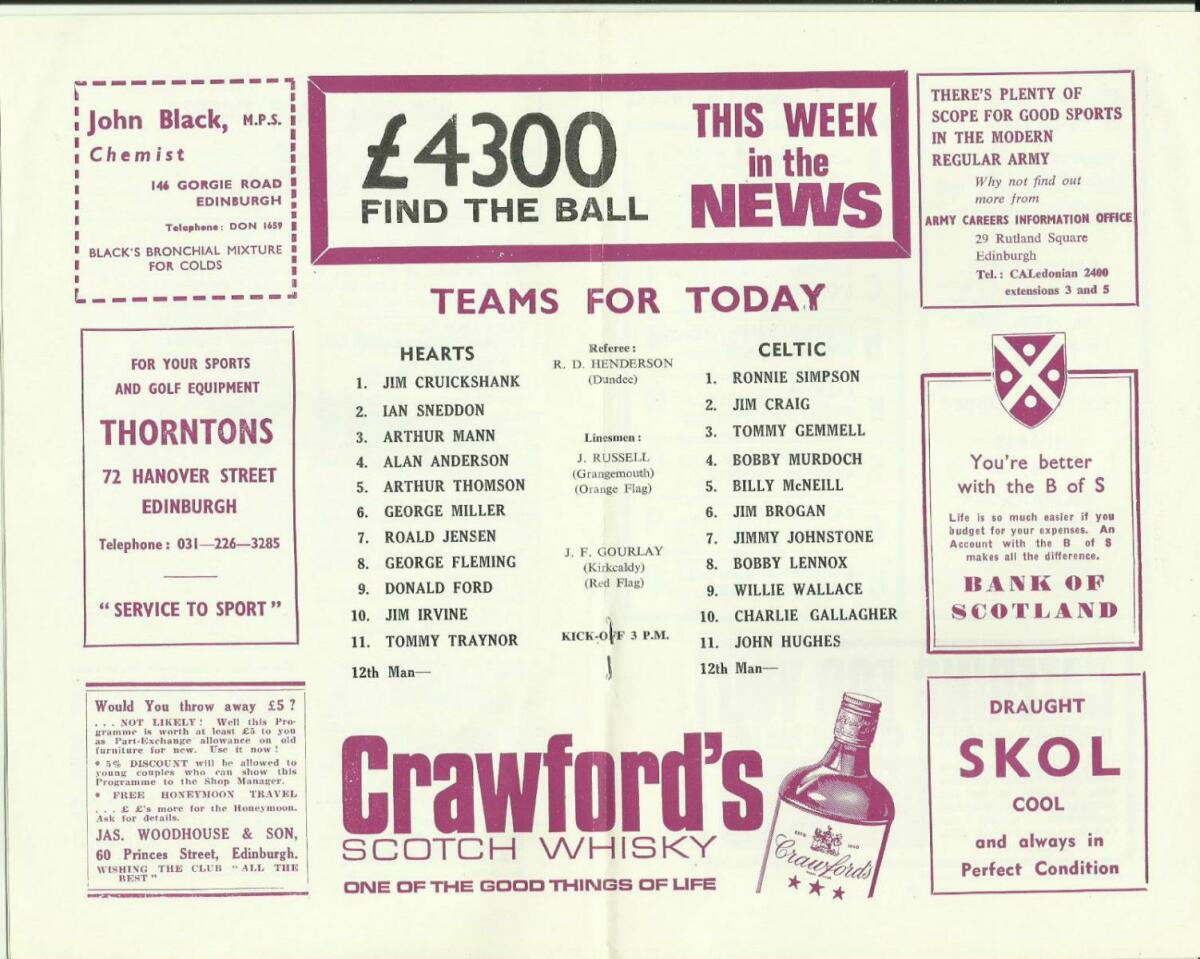 John Black, M.P.S.
Chemist
146 GORGIE ROAD
EDINBURGH
Telephone: DON 1659
BLACK'S BRONCHIAL MIXTURE
FOR COLDS
£4300
FIND THE BALL
THIS WEEK
in the
NEWS
THERE'S PLENTY OF
SCOPE FOR GOOD SPORTS
IN THE MODERN
REGULAR ARMY
Why not find out
more from
ARMY CAREERS INFORMATION OFFICE
29 Rutland Square
Edinburgh
Tel.: CALedonian 2400
extensions 3 and 5
TEAMS FOR TODAY
FOR YOUR SPORTS
AND GOLF EQUIPMENT
THORNTONS
72 HANOVER STREET
EDINBURGH
Telephone: 031—226—3285
"SERVICE TO SPORT"
HEARTS
1. JIM CRUICKSHANK
2. IAN SNEDDON
3. ARTHUR MANN
4. ALAN ANDERSON
5. ARTHUR THOMSON
6. GEORGE MILLER
7. ROALD JENSEN
8. GEORGE FLEMING
9. DONALD FORD
10. JIM IRVINE
11. TOMMY TRAYNOR
12th Man—
Referee:
R. D. HENDERSON
(Dundee)
Linesmen:
J. RUSSELL
(Grangemouth)
(Orange Flag)
J. F. GOURLAY
(Kirkcaldy)
(Red Flag)
KICK-OFF 3 P.M.
CELTIC
1. RONNIE SIMPSON
2. JIM CRAIG
3. TOMMY GEMMELL
4. BOBBY MURDOCH
5. BILLY McNEILL
6. JIM BROGAN
7. JIMMY JOHNSTONE
8. BOBBY LENNOX
9. WILLIE WALLACE
10. CHARLIE GALLAGHER
11. JOHN HUGHES
12th Man—
You're better
with the B of S
Life is so much easier if you
budget for your expenses. An
Account with the B of S
makes all the difference.
BANK OF
SCOTLAND
Would You throw away £5?
. . . NOT LIKELY! Well this Pro-
gramme is worth at least £5 to you
as Part-Exchange allowance on old
furniture for new. Use it now!
* 5% DISCOUNT will be allowed to
young couples who can show this
Programme to the Shop Manager.
* FREE HONEYMOON TRAVEL
. . . £ £'s more for the Honeymoon.
Ask for details.
JAS. WOODHOUSE & SON,
60 Princes Street, Edinburgh.
WISHING THE CLUB "ALL THE
BEST"
Crawford's
SCOTCH WHISKY
ONE OF THE GOOD THINGS OF LIFE
Crawford's
DRAUGHT
SKOL
COOL
and always in
Perfect Condition